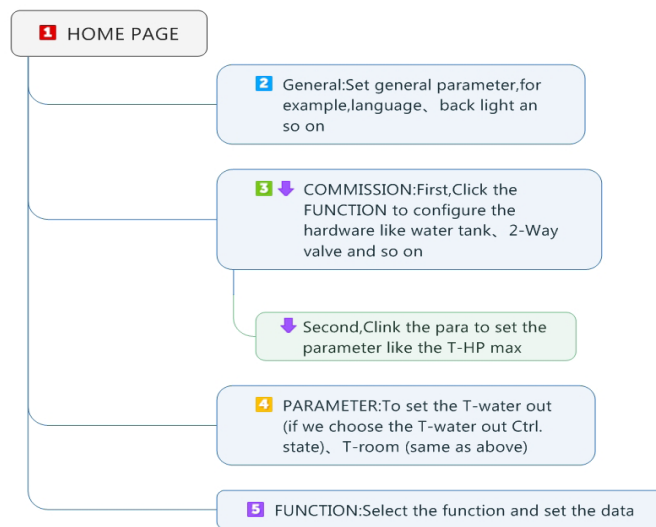 1 HOME PAGE
2 General:Set general parameter,for
example,language、back light an
so on
3 COMMISSION:First,Click the
FUNCTION to configure the
hardware like water tank、2-Way
valve and so on
Second,Clink the para to set the
parameter like the T-HP max
4 PARAMETER:To set the T-water out
(if we choose the T-water out Ctrl.
state)、T-room (same as above)
5 FUNCTION:Select the function and set the data